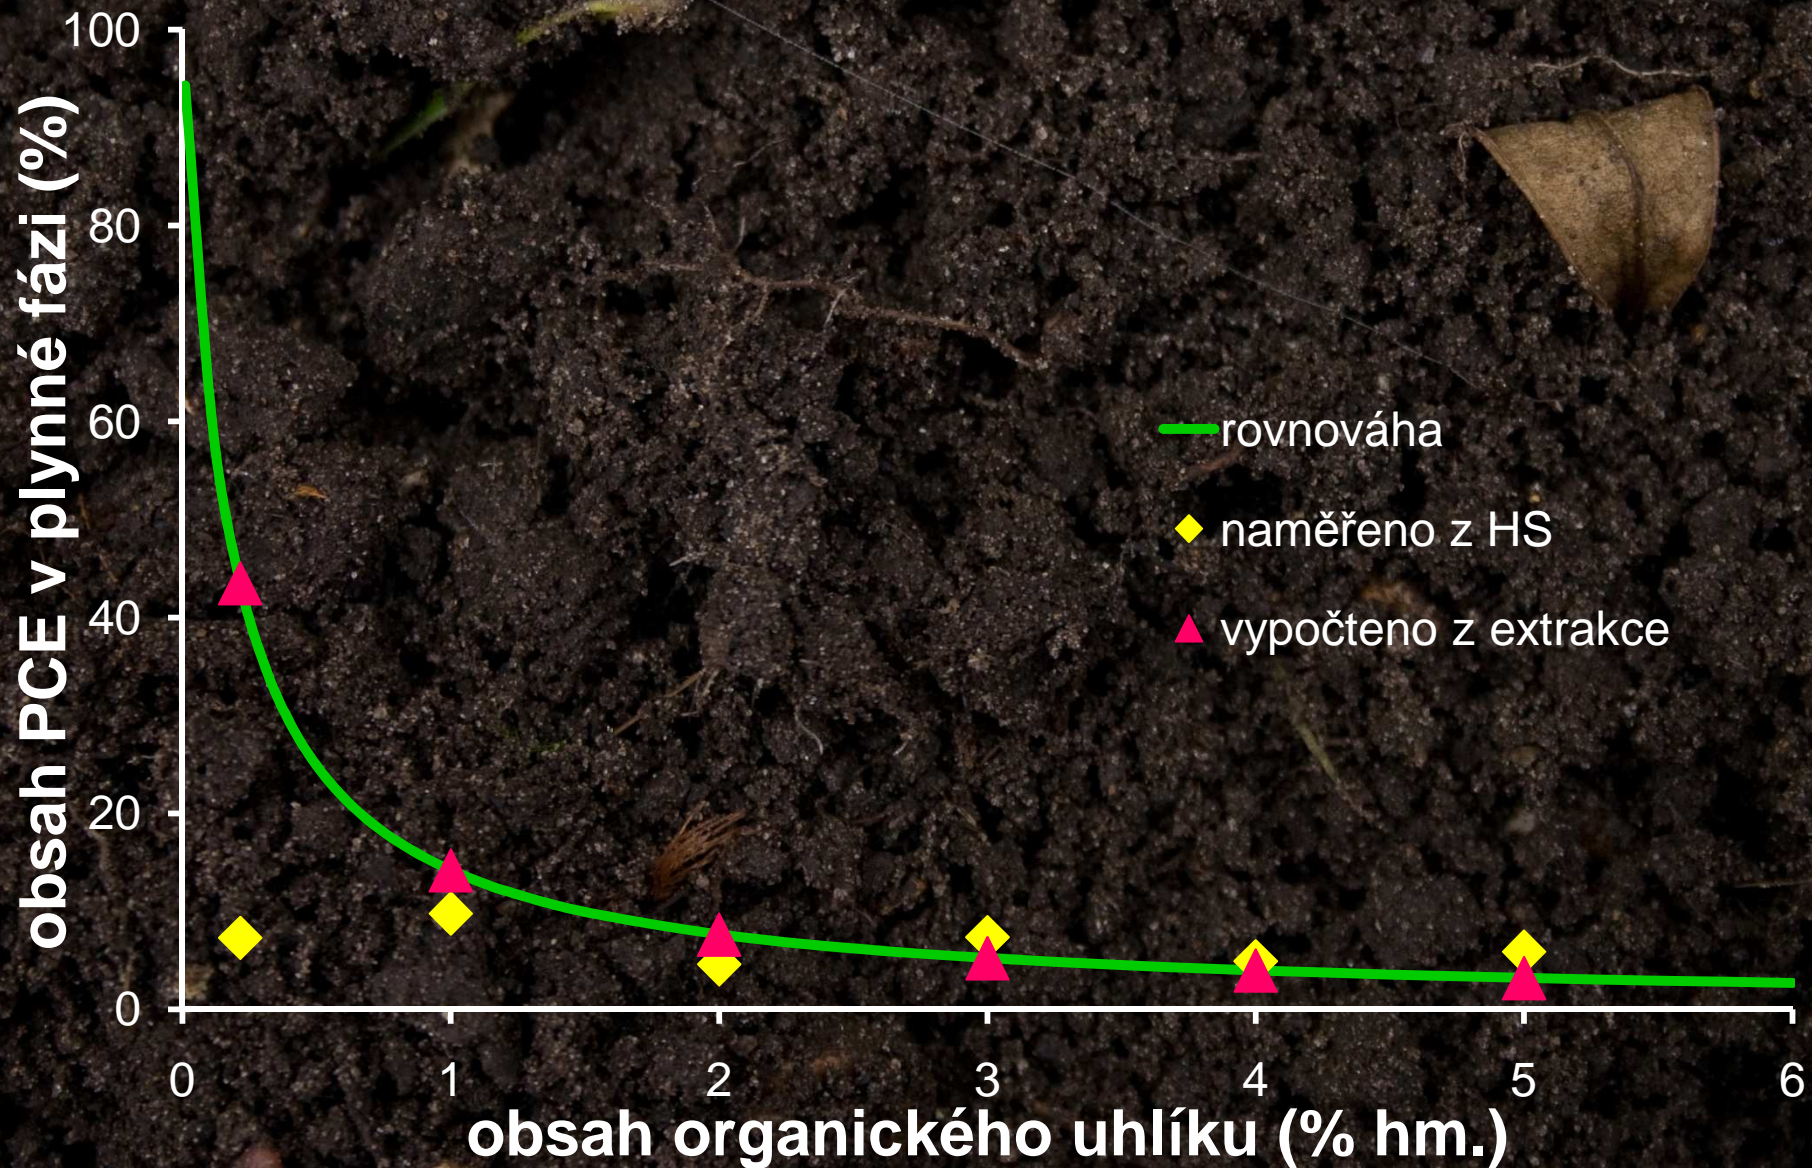 obsah PCE v plynné fázi (%)
100
80
60
40
20
0
rovnováha
naměřeno z HS
vypočteno z extrakce
0 1 2 3 4 5 6
obsah organického uhlíku (% hm.)